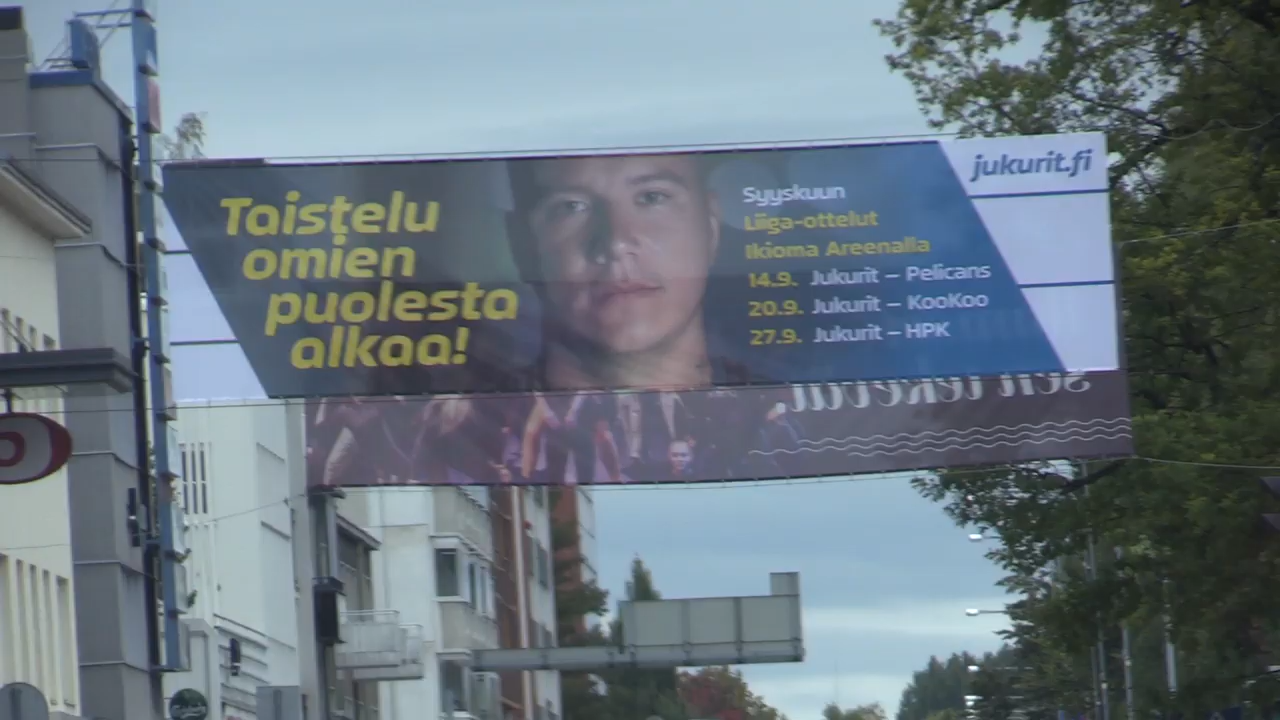 jukurit.fi
Taistelu
omien
puolesta
alkaa!
Syyskuun
Liiga-ottelut
Ikioma Areenalla
14.9. Jukurit – Pelicans
20.9. Jukurit – KooKoo
27.9. Jukurit – HPK